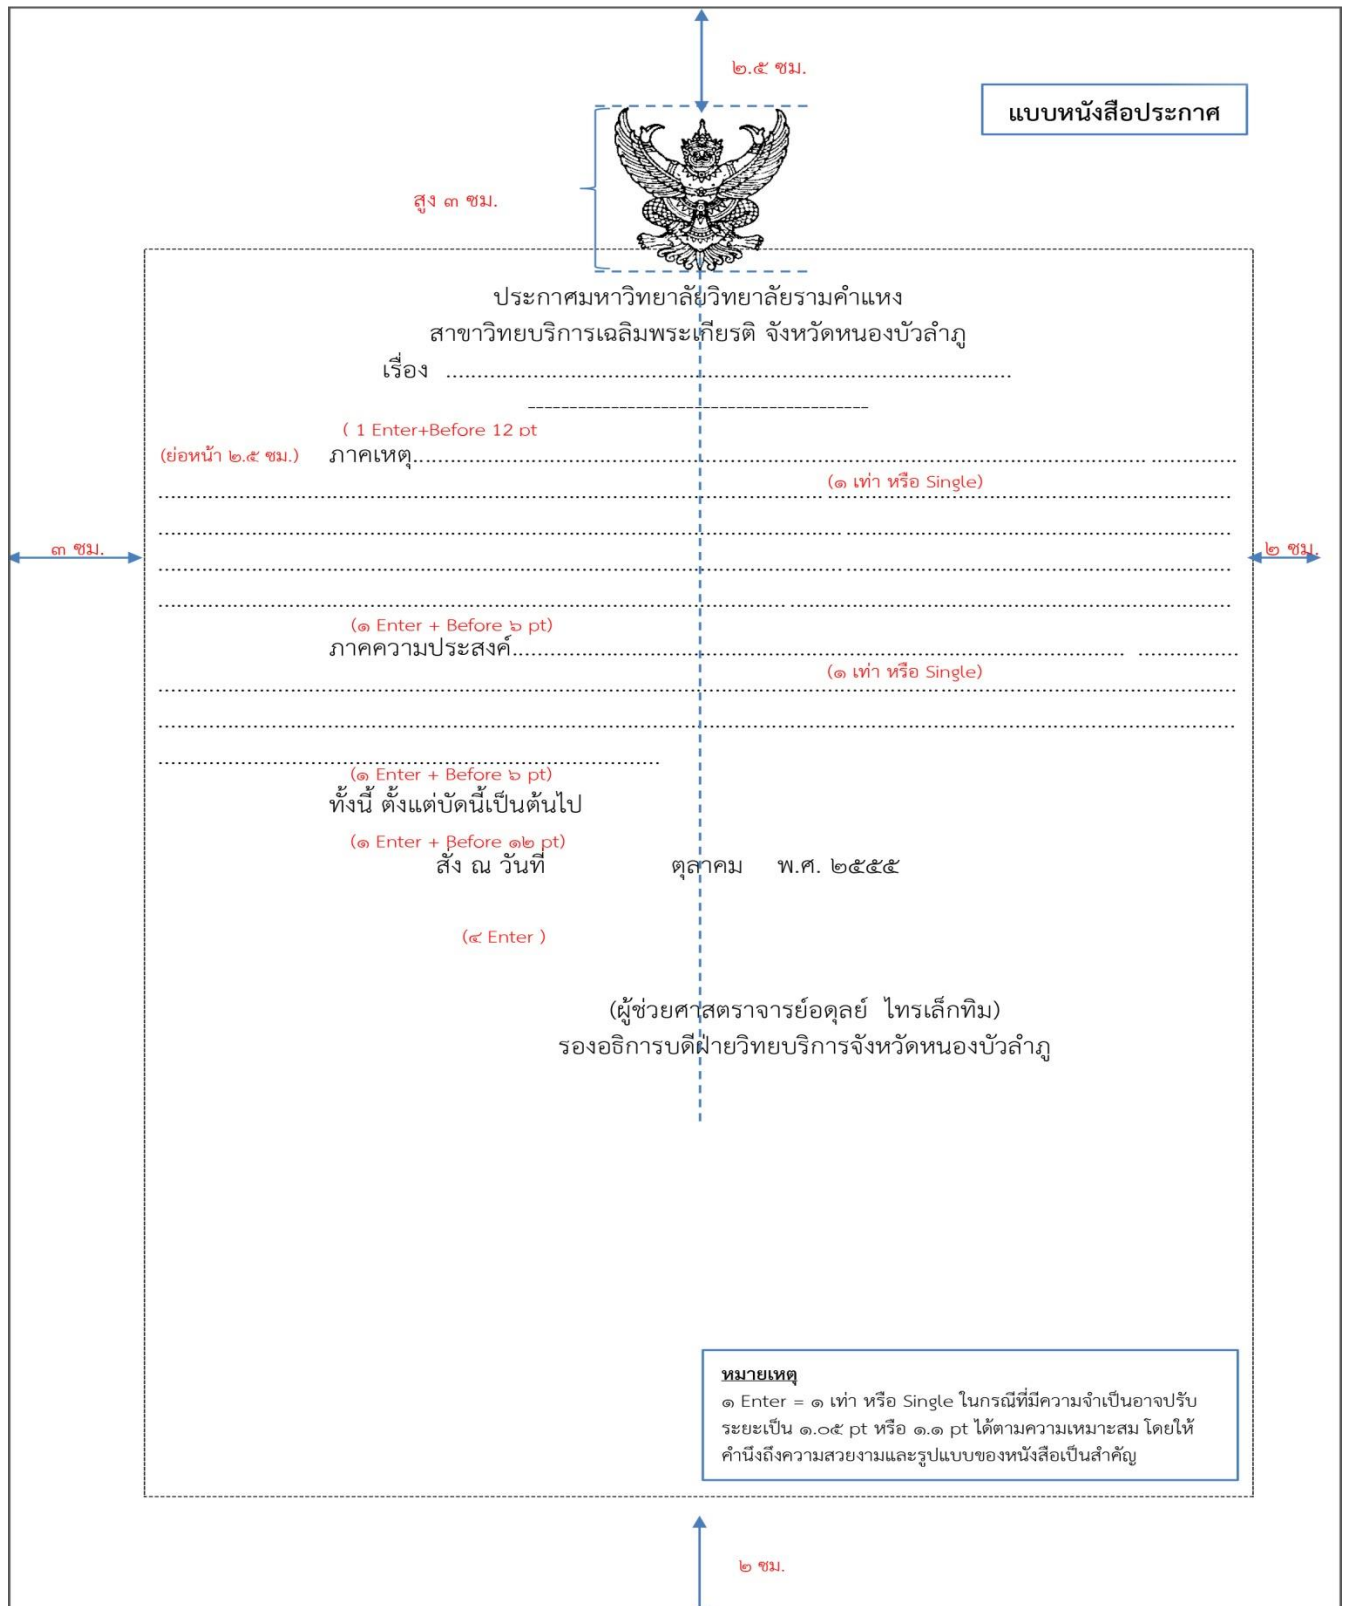 ๒.๕ ซม.
แบบหนังสือประกาศ
สูง ๓ ซม.
ประกาศมหาวิทยาลัยวิทยาลัยรามคำแหง
สาขาวิทยบริการเฉลิมพระเกียรติ จังหวัดหนองบัวลำภู
เรื่อง ............................................................................................
------------------------------------------
( 1 Enter+Before 12 pt
(ย่อหน้า ๒.๕ ซม.) ภาคเหตุ....................................................................................................................... ..............
(๑ เท่า หรือ Single)
๓ ซม.
๒ ซม.
(๑ Enter + Before ๖ pt)
ภาคความประสงค์................................................................................................... ................
(๑ เท่า หรือ Single)
(๑ Enter + Before ๖ pt)
ทั้งนี้ ตั้งแต่บัดนี้เป็นต้นไป
(๑ Enter + Before ๑๒ pt)
สั่ง ณ วันที่ ตุลาคม พ.ศ. ๒๕๕๕
(๔ Enter )
(ผู้ช่วยศาสตราจารย์อดุลย์ ไทรเล็กทิม)
รองอธิการบดีฝ่ายวิทยบริการจังหวัดหนองบัวลำภู
หมายเหตุ
๑ Enter = ๑ เท่า หรือ Single ในกรณีที่มีความจำเป็นอาจปรับ
ระยะเป็น ๑.๐๕ pt หรือ ๑.๑ pt ได้ตามความเหมาะสม โดยให้
คำนึงถึงความสวยงามและรูปแบบของหนังสือเป็นสำคัญ
๒ ซม.